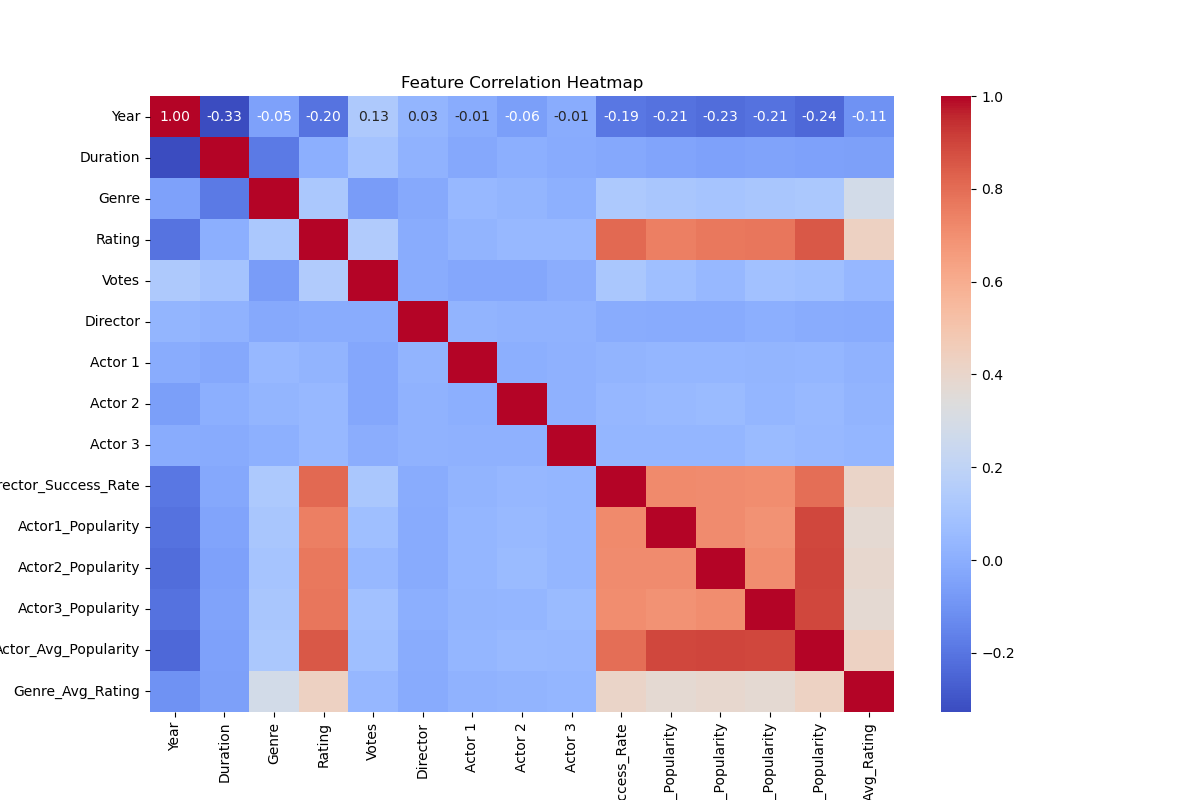 Feature Correlation Heatmap
Year 1.00 -0.33 -0.05 -0.20 0.13 0.03 -0.01 -0.06 -0.01 -0.19 -0.21 -0.23 -0.21 -0.24 -0.11
Duration
Genre
Rating
Votes
Director
Actor 1
Actor 2
Actor 3
rector_Success_Rate
Actor1_Popularity
Actor2_Popularity
Actor3_Popularity
Actor_Avg_Popularity
Genre_Avg_Rating
1.0
0.8
0.6
0.4
0.2
0.0
−0.2
Year
Duration
Genre
Rating
Votes
Director
Actor 1
Actor 2
Actor 3
ccess_Rate
_Popularity
_Popularity
_Popularity
_Popularity
Avg_Rating